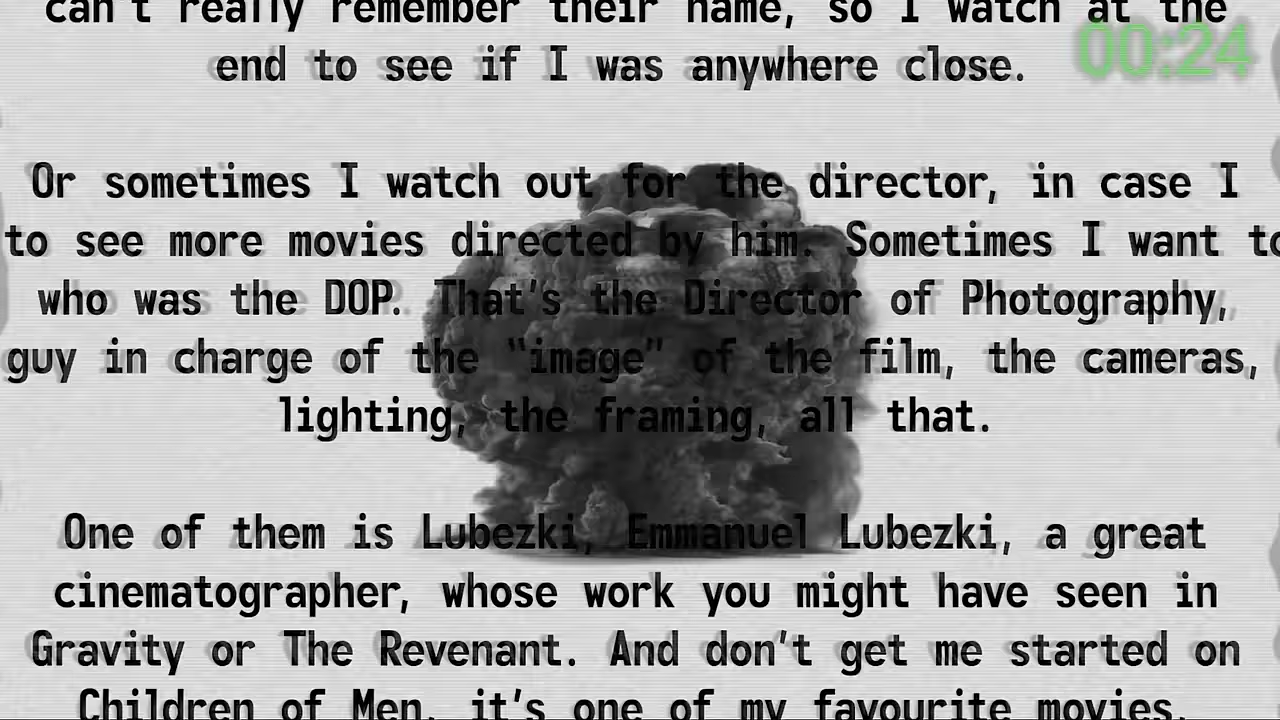 can't really remember their name, so I watch at the
00:24
end to see if I was anywhere close.
Or sometimes I watch out for the director, in case I
to see more movies directed by him. Sometimes I want to
who was the DOP. That's the Director of Photography,
guy in charge of the "image" of the film, the cameras,
lighting, the framing, all that.
One of them is Lubezki, Emmanuel Lubezki, a great
cinematographer, whose work you might have seen in
Gravity or The Revenant. And don't get me started on
Children of Men, it's one of my favourite movies.